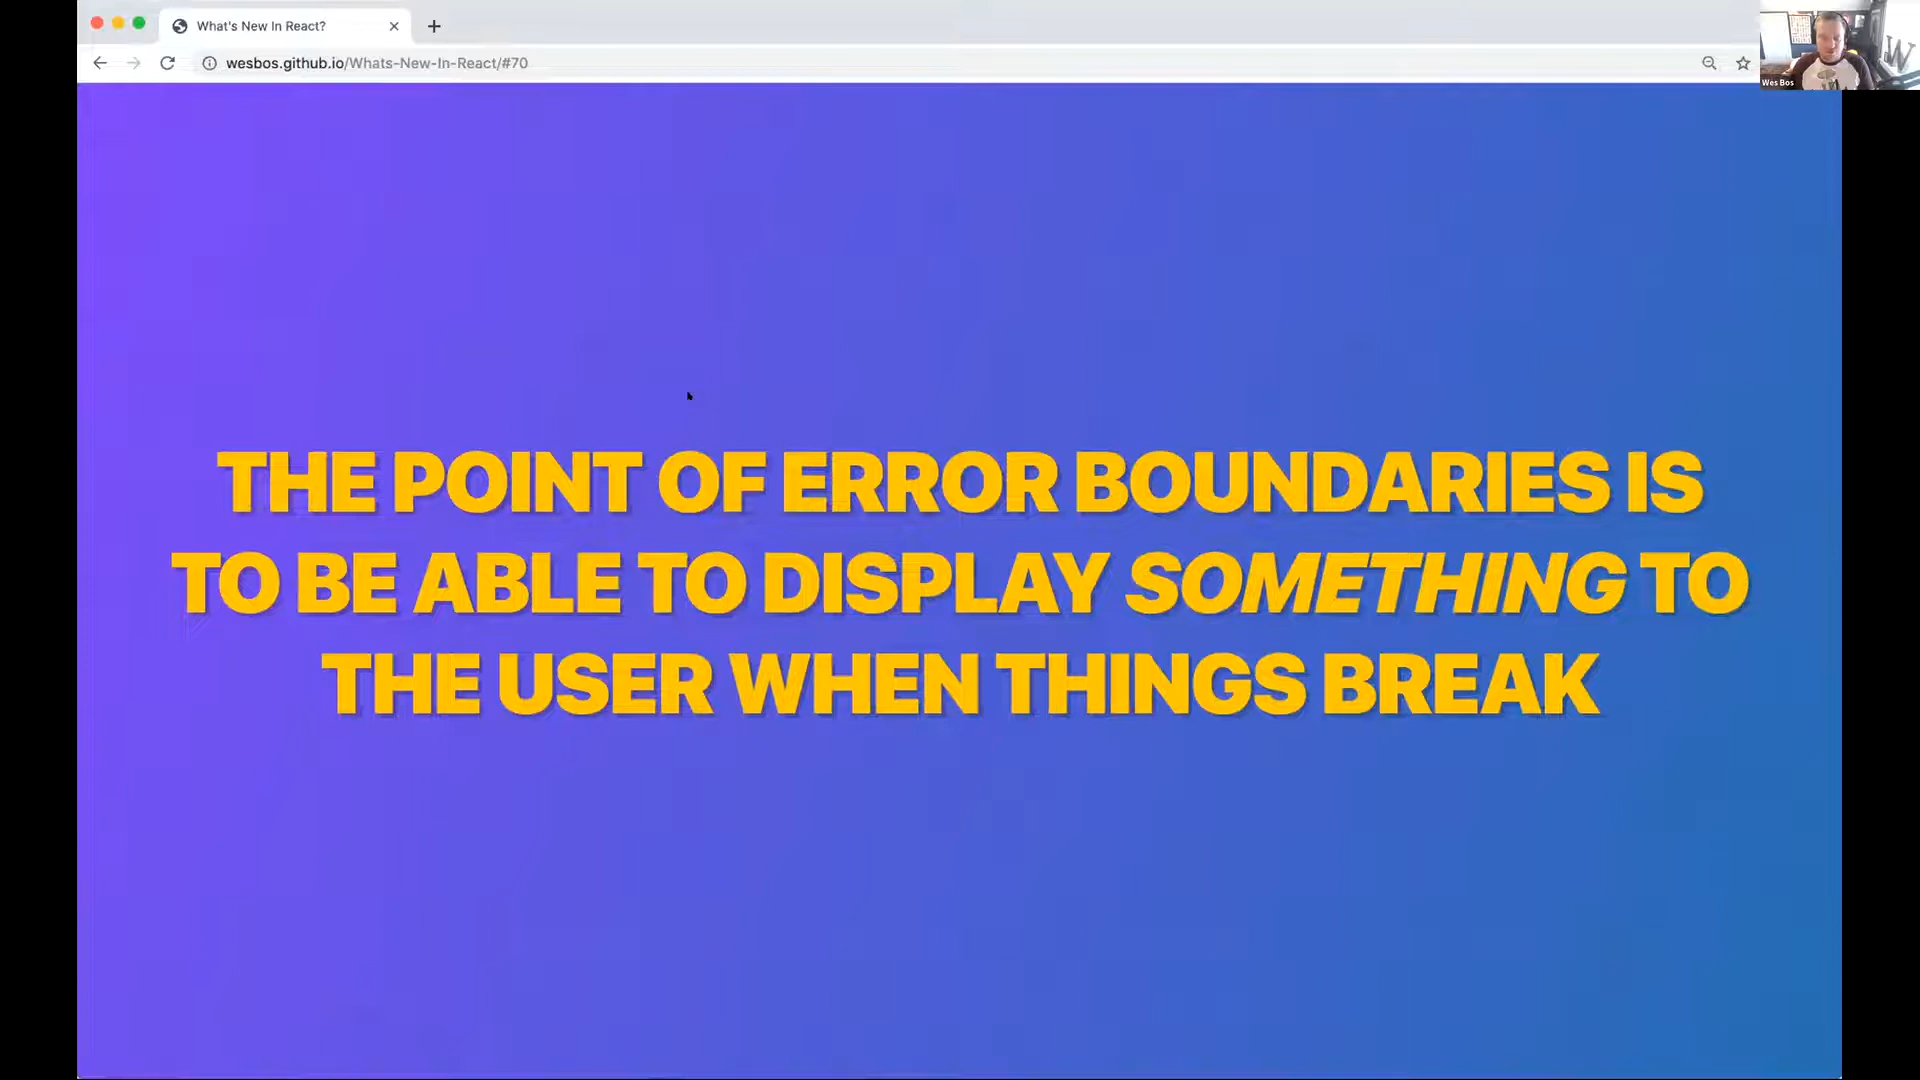 What's New In React?
wesbos.github.io/Whats-New-In-React/#70
Wes Bos
THE POINT OF ERROR BOUNDARIES IS
TO BE ABLE TO DISPLAY SOMETHING TO
THE USER WHEN THINGS BREAK